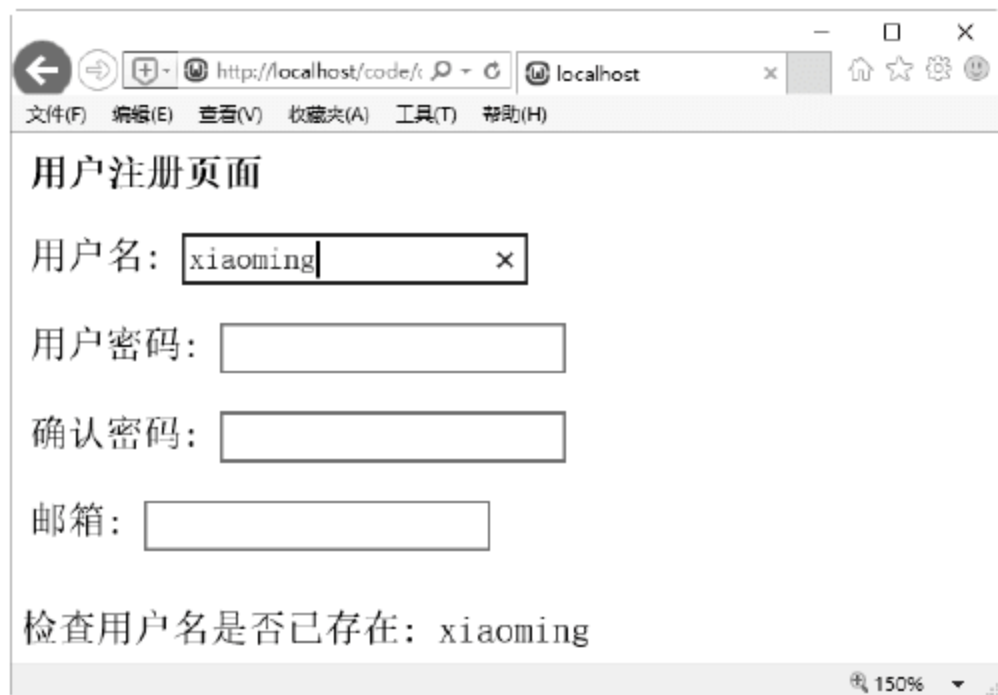 http://localhost/code/c
localhost
文件(F) 编辑(E) 查看(V) 收藏夹(A) 工具(T) 帮助(H)
用户注册页面
用户名: xiaoming
用户密码:
确认密码:
邮箱:
检查用户名是否已存在: xiaoming
150%